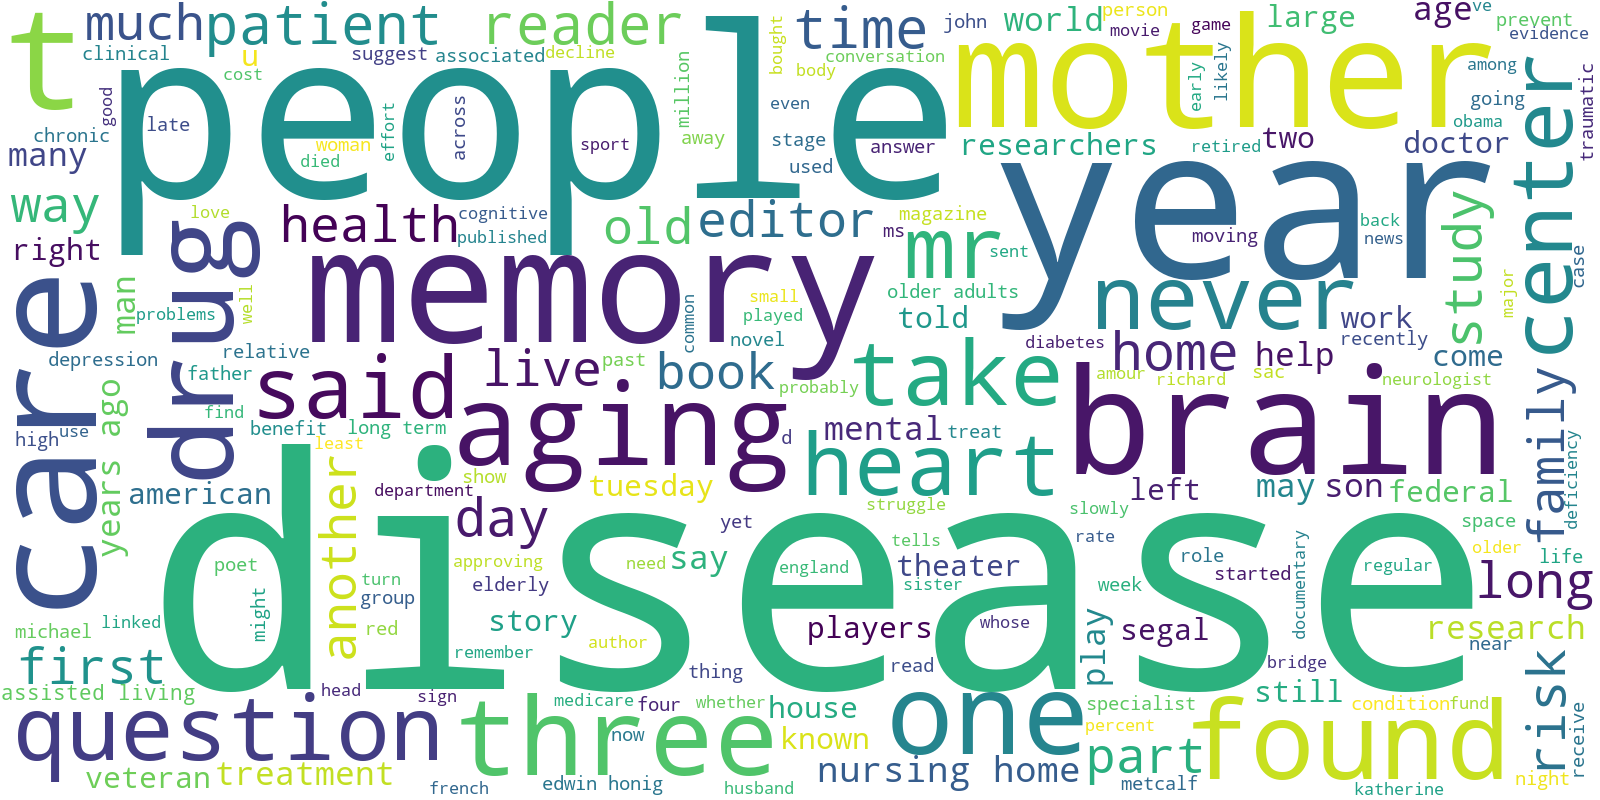 t
much
patient
reader
time
john
world
person
movie
game
large
age
ve
prevent
evidence
clinical
u
cost
suggest
associated
decline
bought
body
conversation
people
mother
early
likely
among
going
obama
traumatic
good
late
chronic
many
woman
died
effort
across
sport
million
away
even
stage
used
answer
researchers
retired
two
doctor
way
right
love
drug
health
cognitive
published
old
editor
magazine
ms
mr
sent
year
moving
back
news
study
center
case
man
problems
well
memory
small
played
common
novel
older adults
told
never
work
recently
major
depression
relative
father
find
benefit
long term
said
live
past
book
probably
take
diabetes
home
help
amour
richard
sac
come
neurologist
care
high
use
years ago
aging
d
mental
treat
heart
brain
family
american
least
another
show
department
day
tuesday
struggle
left
may
son
federal
deficiency
slowly
yet
disease
poet
might
turn
group
red
approving
elderly
need
say
england
tells
theater
sister
rate
week
role
started
documentary
regular
space
older
life
long
michael
linked
story
author
remember
players
whose
play
segal
research
first
thing
read
bridge
near
risk
assisted living
head
sign
medicare
four
whether
house
specialist
still
condition
fund
question
three
now
known
one
percent
part
found
receive
veteran
treatment
french
edwin honig
husband
nursing home
metcalf
katherine
night